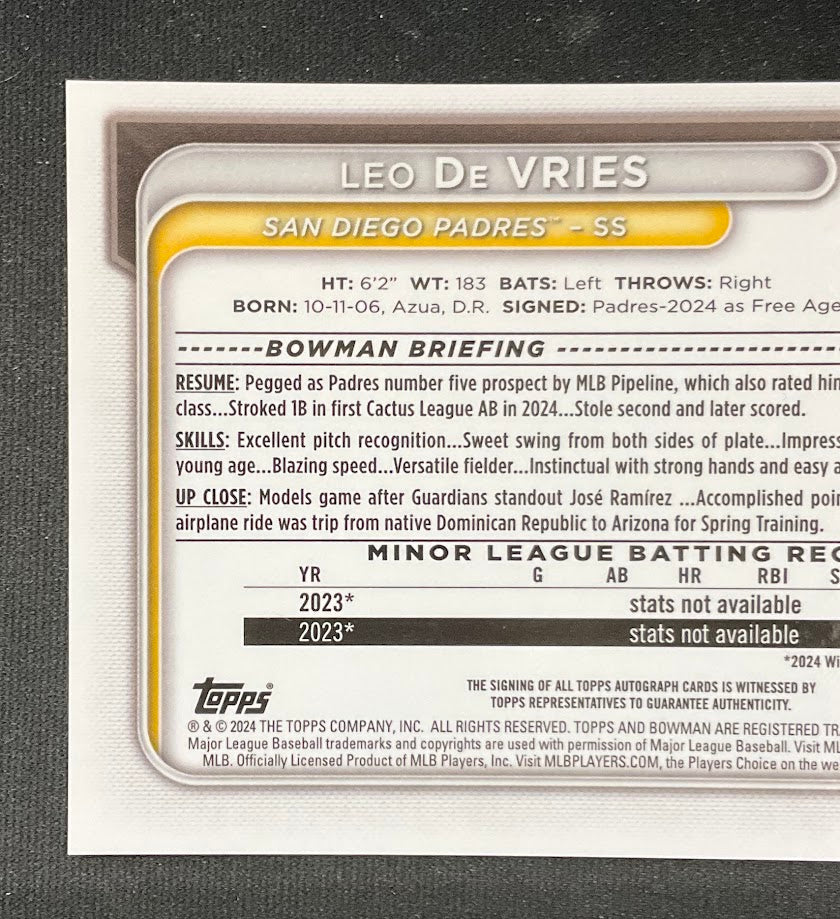 LEO DE VRIES
SAN DIEGO PADRES™ – SS
HT: 6'2" WT: 183 BATS: Left THROWS: Right
BORN: 10-11-06, Azua, D.R. SIGNED: Padres-2024 as Free Age
-------BOWMAN BRIEFING -----------------------
RESUME: Pegged as Padres number five prospect by MLB Pipeline, which also rated him
class...Stroked 1B in first Cactus League AB in 2024...Stole second and later scored.
SKILLS: Excellent pitch recognition...Sweet swing from both sides of plate...Impress
young age...Blazing speed...Versatile fielder...Instinctual with strong hands and easy a
UP CLOSE: Models game after Guardians standout José Ramírez ...Accomplished poin
airplane ride was trip from native Dominican Republic to Arizona for Spring Training.
MINOR LEAGUE BATTING REC
YR G AB HR RBI S
2023* stats not available
2023* stats not available
*2024 Wi
topps®
THE SIGNING OF ALL TOPPS AUTOGRAPH CARDS IS WITNESSED BY
TOPPS REPRESENTATIVES TO GUARANTEE AUTHENTICITY.
® & © 2024 THE TOPPS COMPANY, INC. ALL RIGHTS RESERVED. TOPPS AND BOWMAN ARE REGISTERED TRA
Major League Baseball trademarks and copyrights are used with permission of Major League Baseball. Visit ML
MLB. Officially Licensed Product of MLB Players, Inc. Visit MLBPLAYERS.COM, the Players Choice on the we